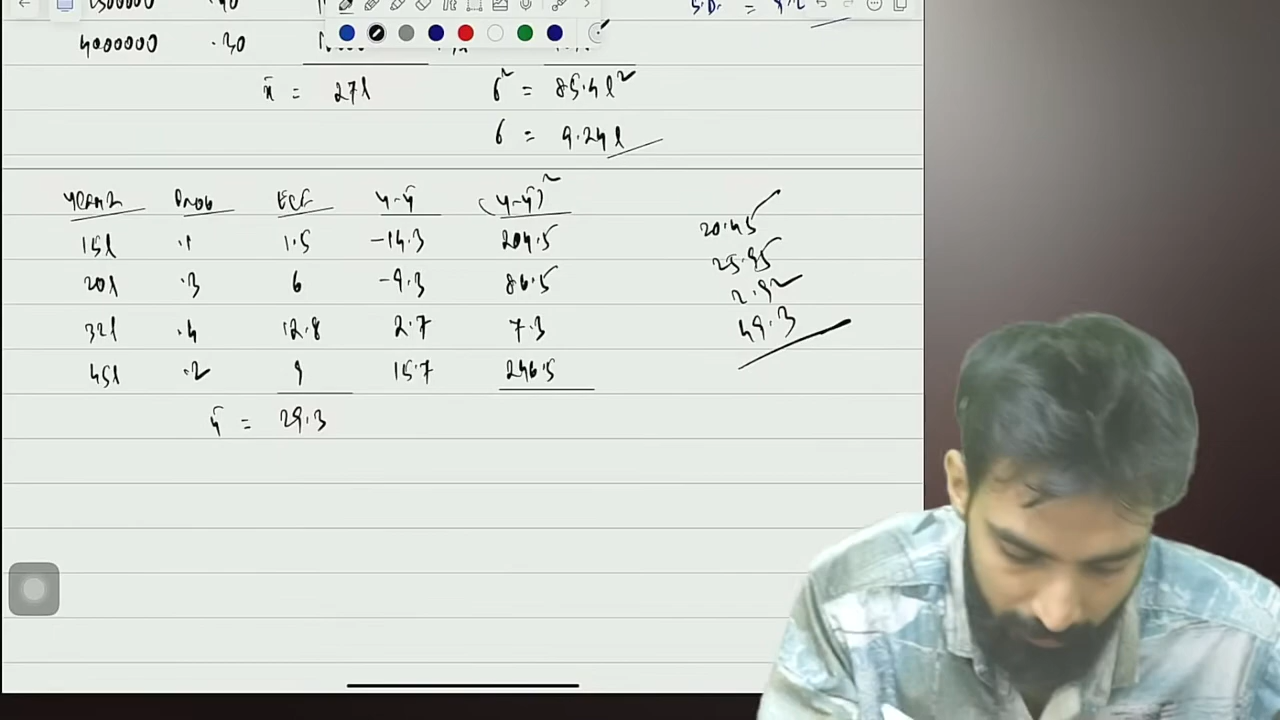 4000000 .30
x̄ = 27l
σ² = 85.4l²
σ = 9.24l
Year 2 Prob ECF y-ȳ (y-ȳ)²
15l .1 1.5 -14.3 204.5
20l .3 6 -9.3 86.5
32l .4 12.8 2.7 7.3
45l .2 9 15.7 246.5
ȳ = 29.3
20.45
25.95
2.92
49.3
S.D. =